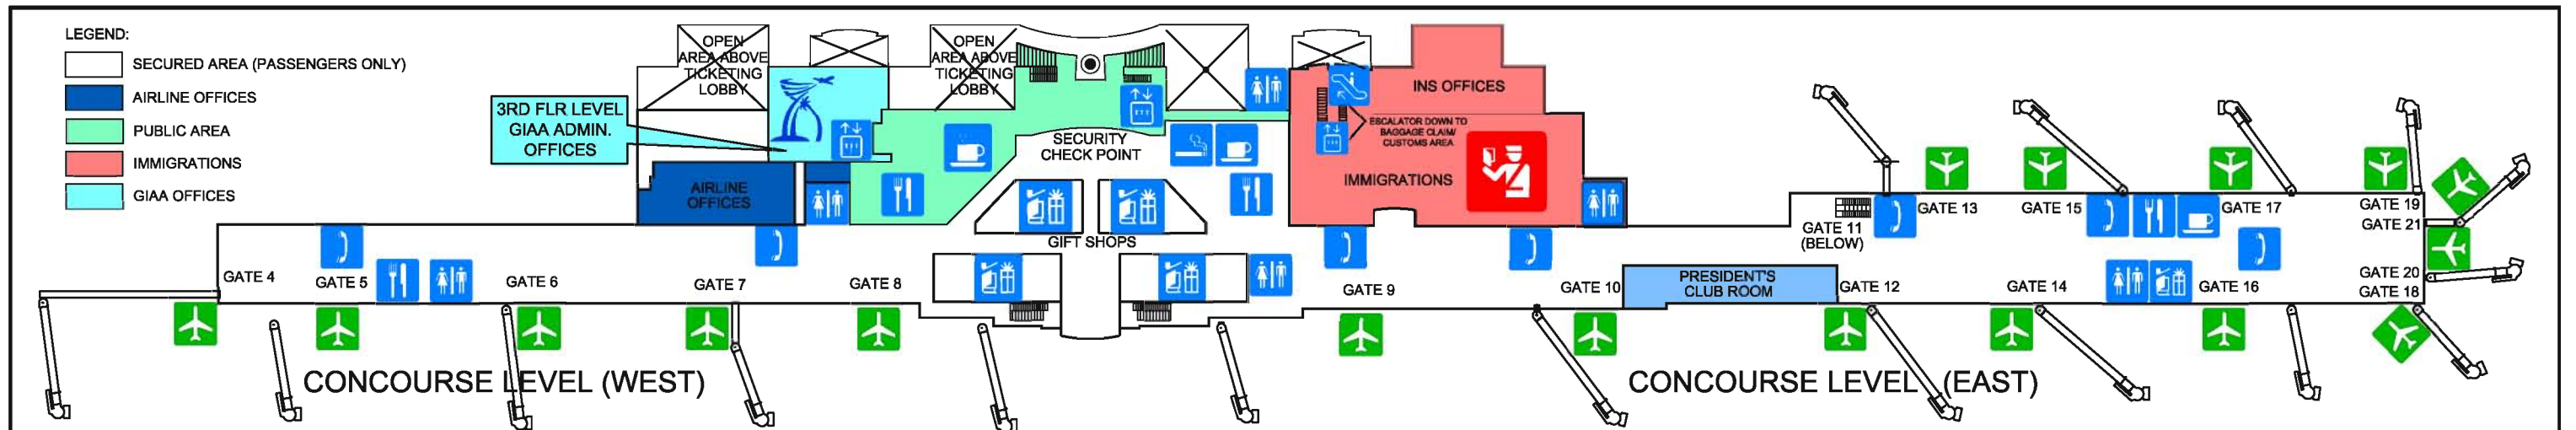 LEGEND:
SECURED AREA (PASSENGERS ONLY)
AIRLINE OFFICES
PUBLIC AREA
IMMIGRATIONS
GIAA OFFICES
3RD FLR LEVEL
GIAA ADMIN.
OFFICES
OPEN
AREA ABOVE
TICKETING
LOBBY
OPEN
AREA ABOVE
TICKETING
LOBBY
AIRLINE
OFFICES
SECURITY
CHECK POINT
GIFT SHOPS
INS OFFICES
ESCALATOR DOWN TO
BAGGAGE CLAIM/
CUSTOMS AREA
IMMIGRATIONS
GATE 4
GATE 5
GATE 6
GATE 7
GATE 8
GATE 9
GATE 10
PRESIDENT'S
CLUB ROOM
GATE 11
(BELOW)
GATE 12
GATE 13
GATE 14
GATE 15
GATE 16
GATE 17
GATE 19
GATE 21
GATE 20
GATE 18
CONCOURSE LEVEL (WEST)
CONCOURSE LEVEL (EAST)